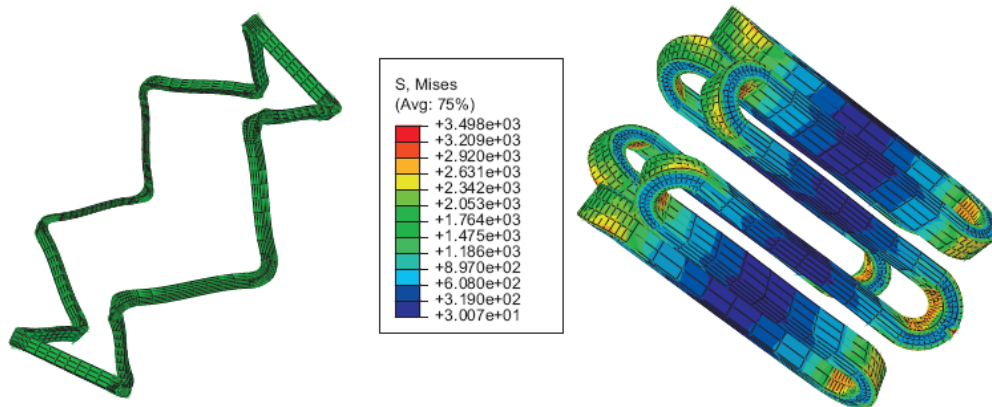 S, Mises
(Avg: 75%)
+3.498e+03
+3.209e+03
+2.920e+03
+2.631e+03
+2.342e+03
+2.053e+03
+1.764e+03
+1.475e+03
+1.186e+03
+8.970e+02
+6.080e+02
+3.190e+02
+3.007e+01